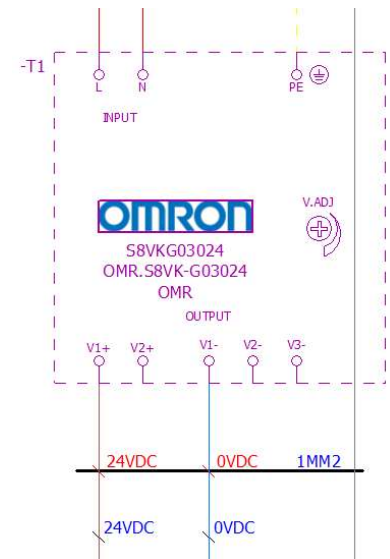 -T1
L N PE
INPUT
OMRON
V.ADJ
S8VKG03024
OMR.S8VK-G03024
OMR
OUTPUT
V1+ V2+ V1- V2- V3-
24VDC 0VDC 1MM2
24VDC 0VDC